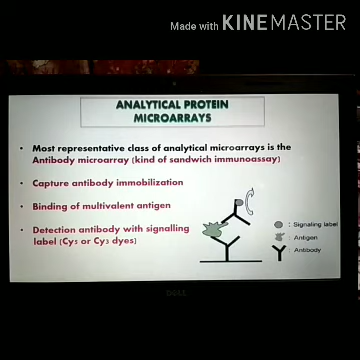 Made with KINEMASTER
ANALYTICAL PROTEIN
MICROARRAYS
• Most representative class of analytical microarrays is the
Antibody microarray (kind of sandwich immunoassay)
• Capture antibody immobilization
• Binding of multivalent antigen
• Detection antibody with signalling
label (Cy5 or Cy3 dyes)
: Signaling label
: Antigen
: Antibody
DELL